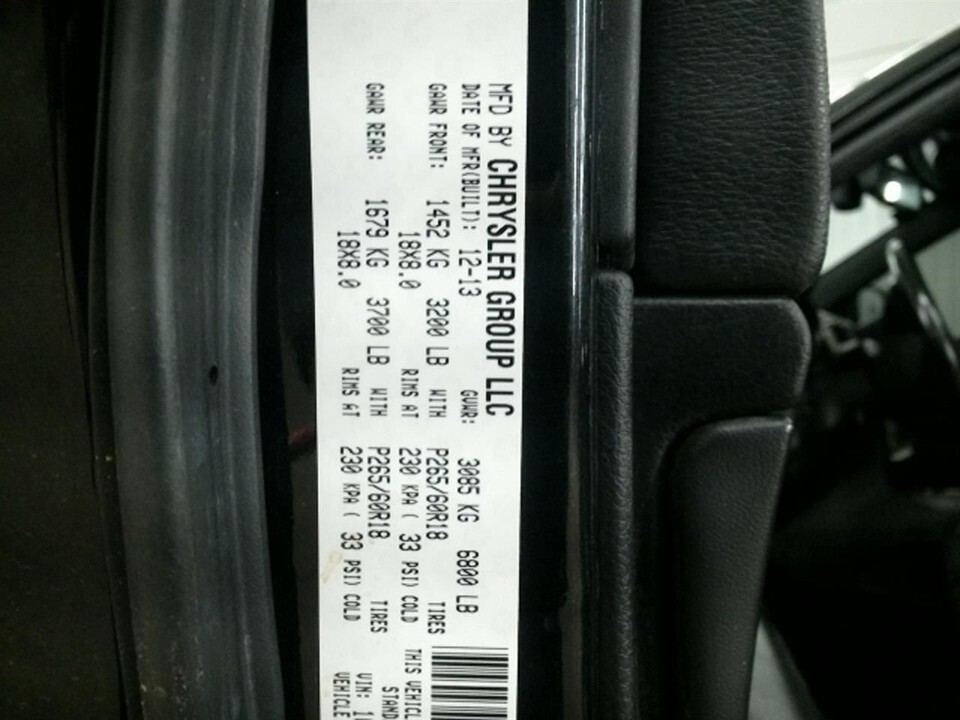 MFD BY CHRYSLER GROUP LLC
DATE OF MFR(BUILT): 12-13 GVWR: 3085 KG 6800 LB
GAWR FRONT: 1452 KG 3200 LB WITH P265/60R18 TIRES
18X8.0 RIMS AT 230 KPA ( 33 PSI) COLD
GAWR REAR: 1679 KG 3700 LB WITH P265/60R18 TIRES
18X8.0 RIMS AT 230 KPA ( 33 PSI) COLD
THIS VEHICL
STAND
VIN: 1
VEHICLE